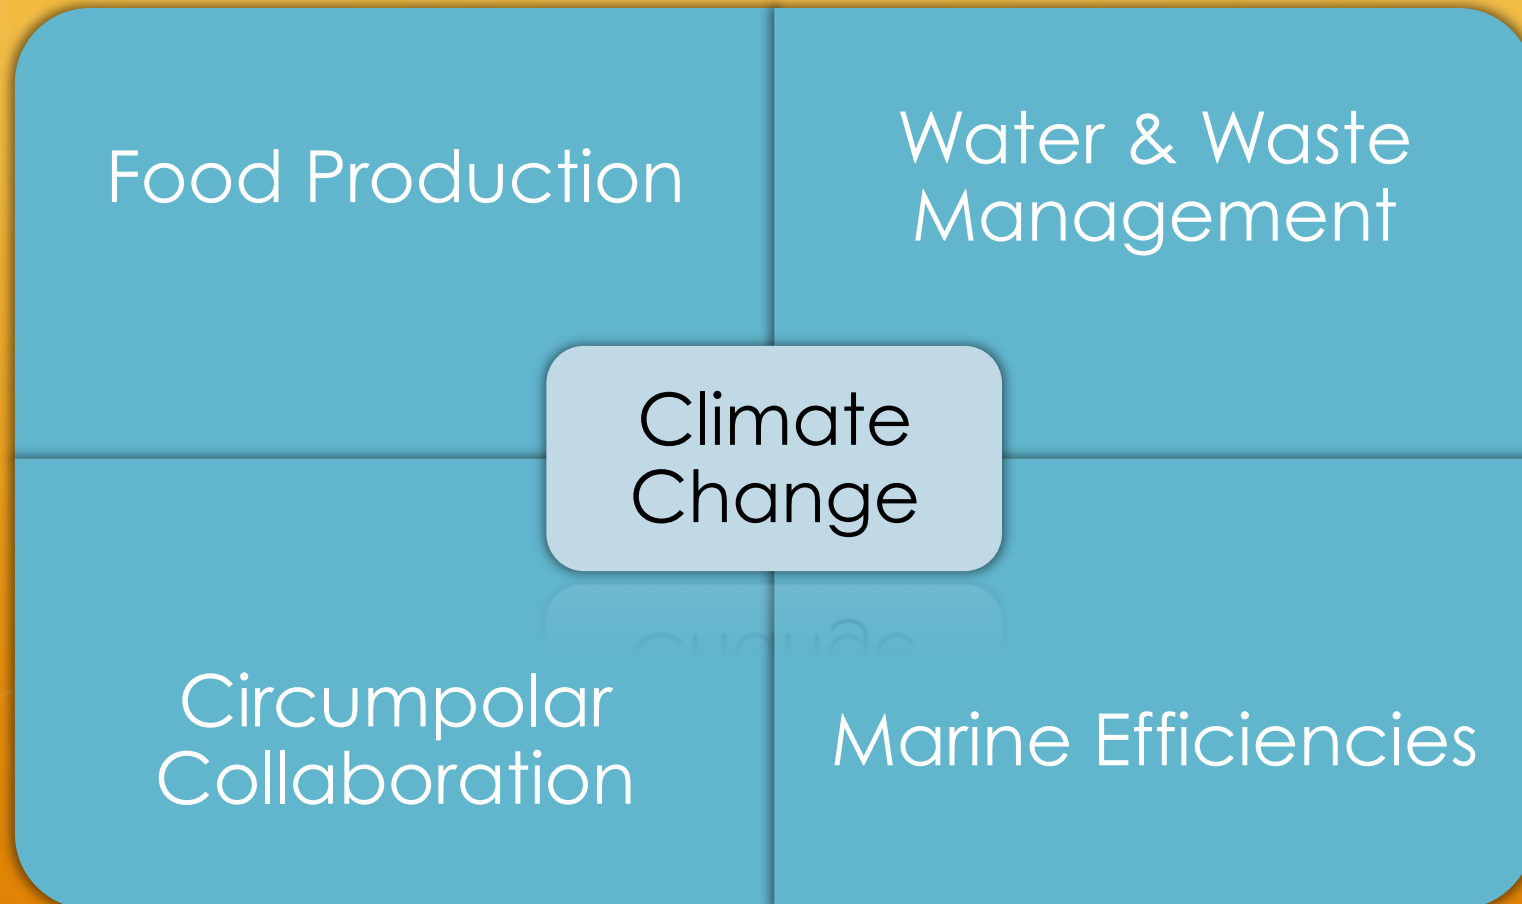 Food Production
Water & Waste
Management
Climate
Change
Circumpolar
Collaboration
Marine Efficiencies